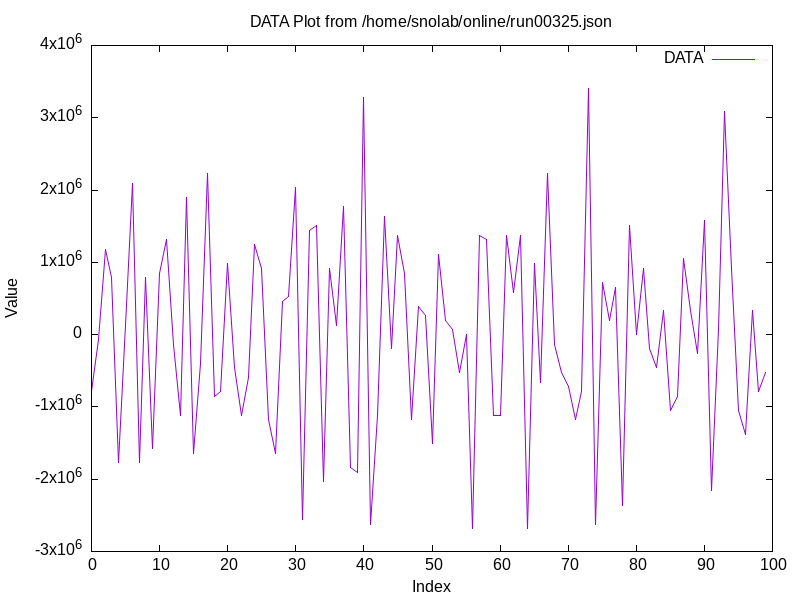 DATA Plot from /home/snolab/online/run00325.json
DATA
4x10^6
3x10^6
2x10^6
1x10^6
0
-1x10^6
-2x10^6
-3x10^6
Value
0 10 20 30 40 50 60 70 80 90 100
Index